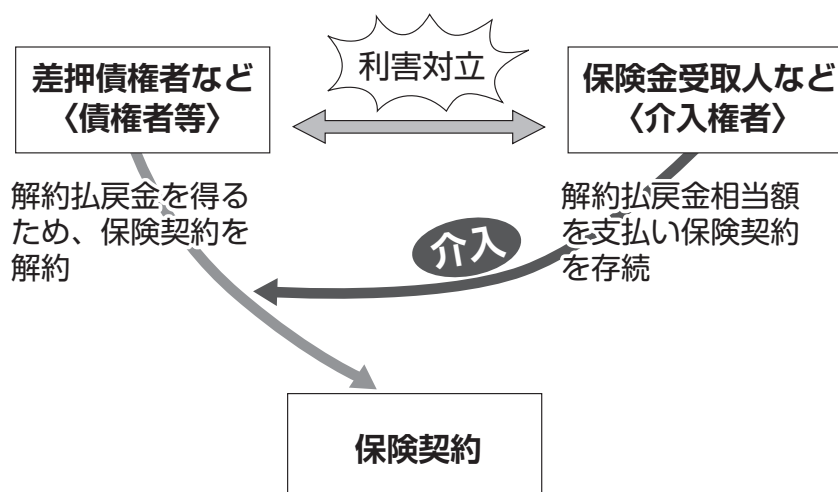 利害対立
差押債権者など
〈債権者等〉
保険金受取人など
〈介入権者〉
解約払戻金を得る
ため、保険契約を
解約
介入
解約払戻金相当額
を支払い保険契約
を存続
保険契約